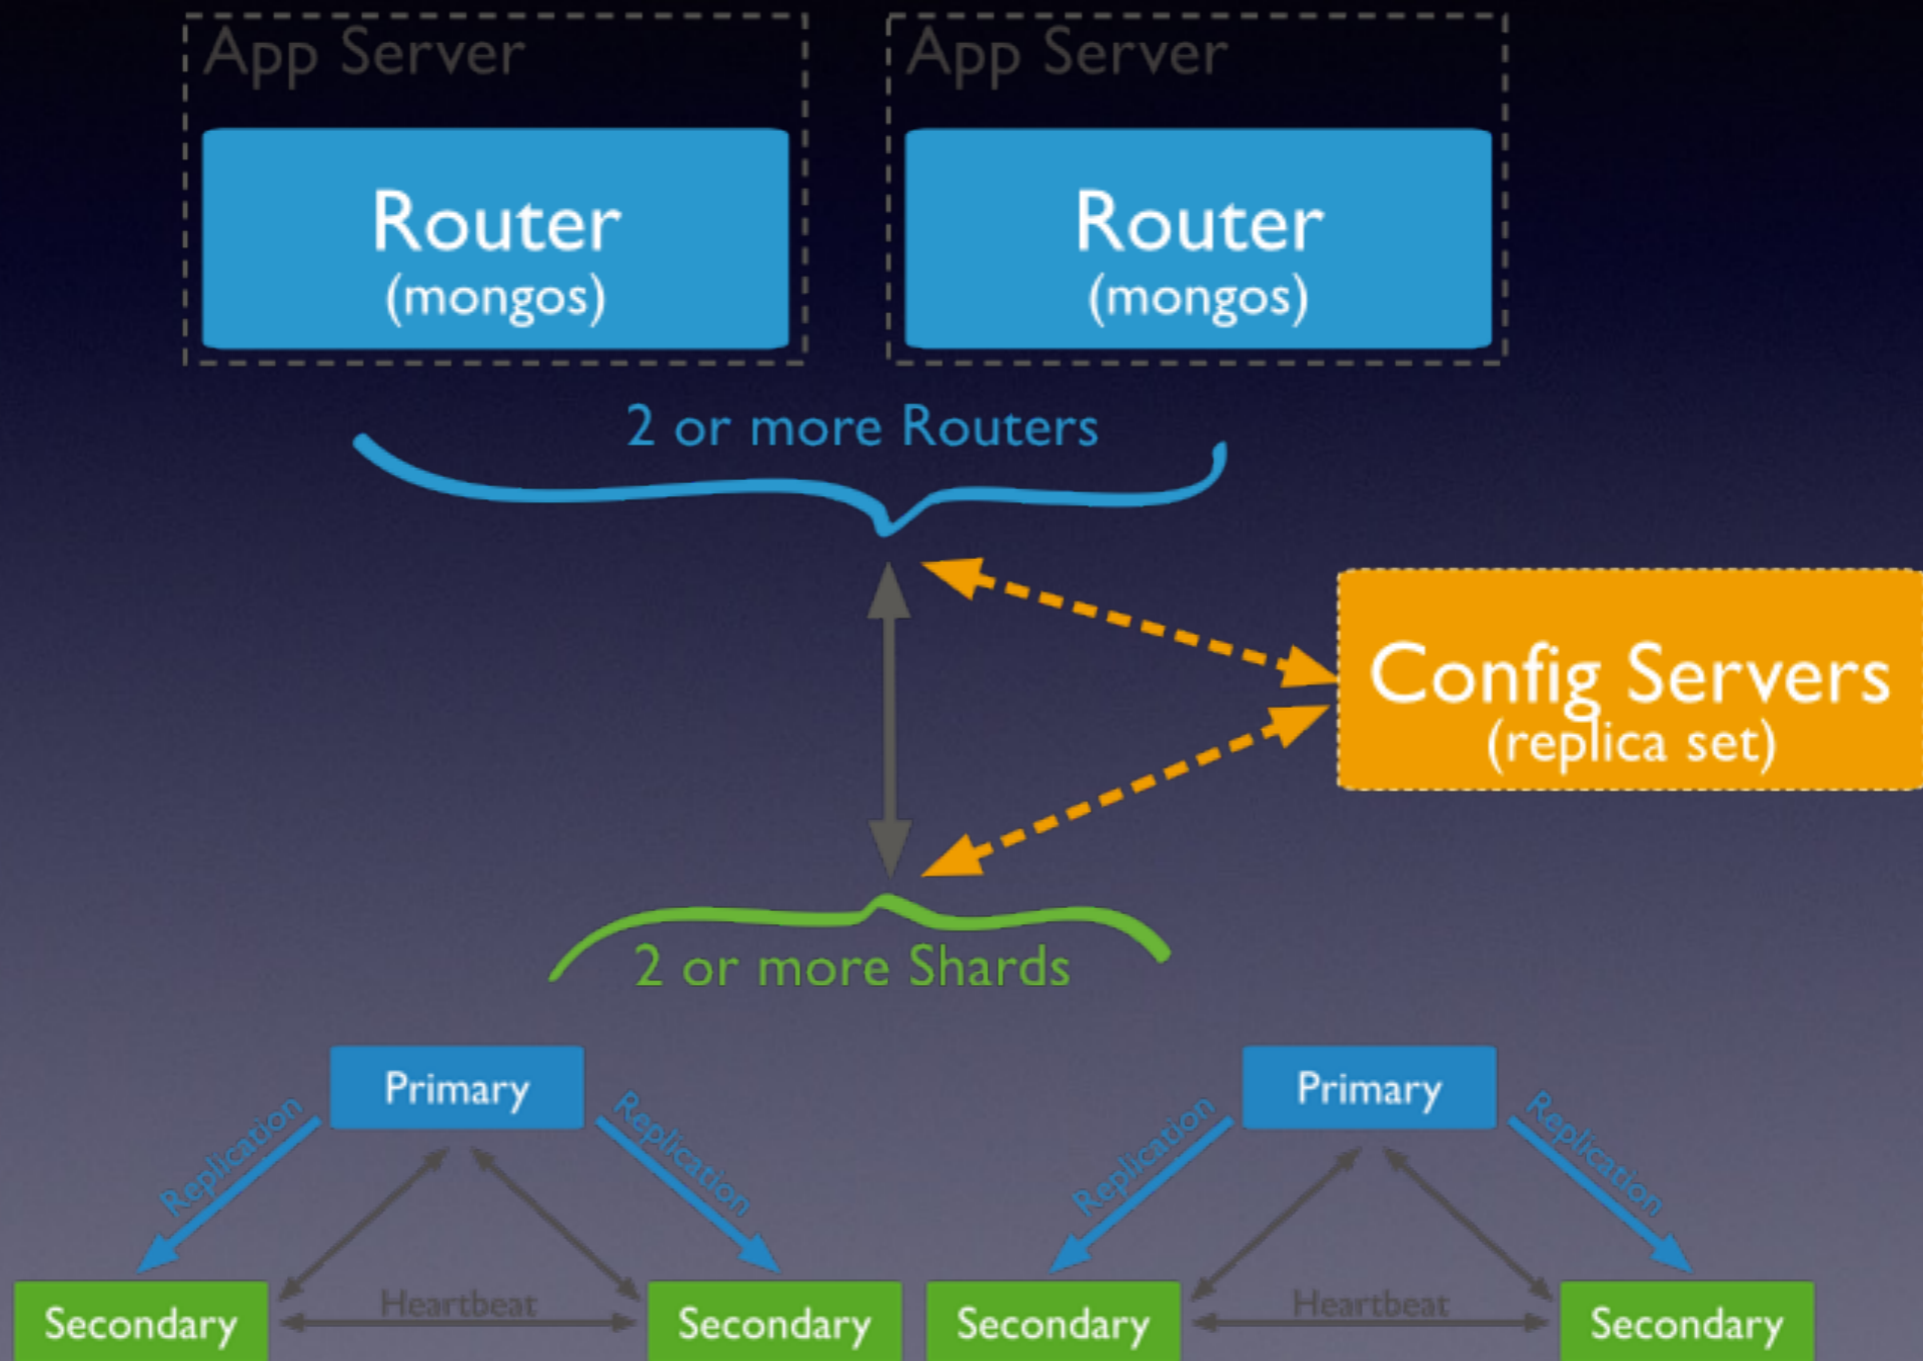 App Server
App Server
Router
(mongos)
Router
(mongos)
2 or more Routers
Config Servers
(replica set)
2 or more Shards
Primary
Primary
Replication
Replication
Replication
Replication
Heartbeat
Heartbeat
Secondary
Secondary
Secondary
Secondary